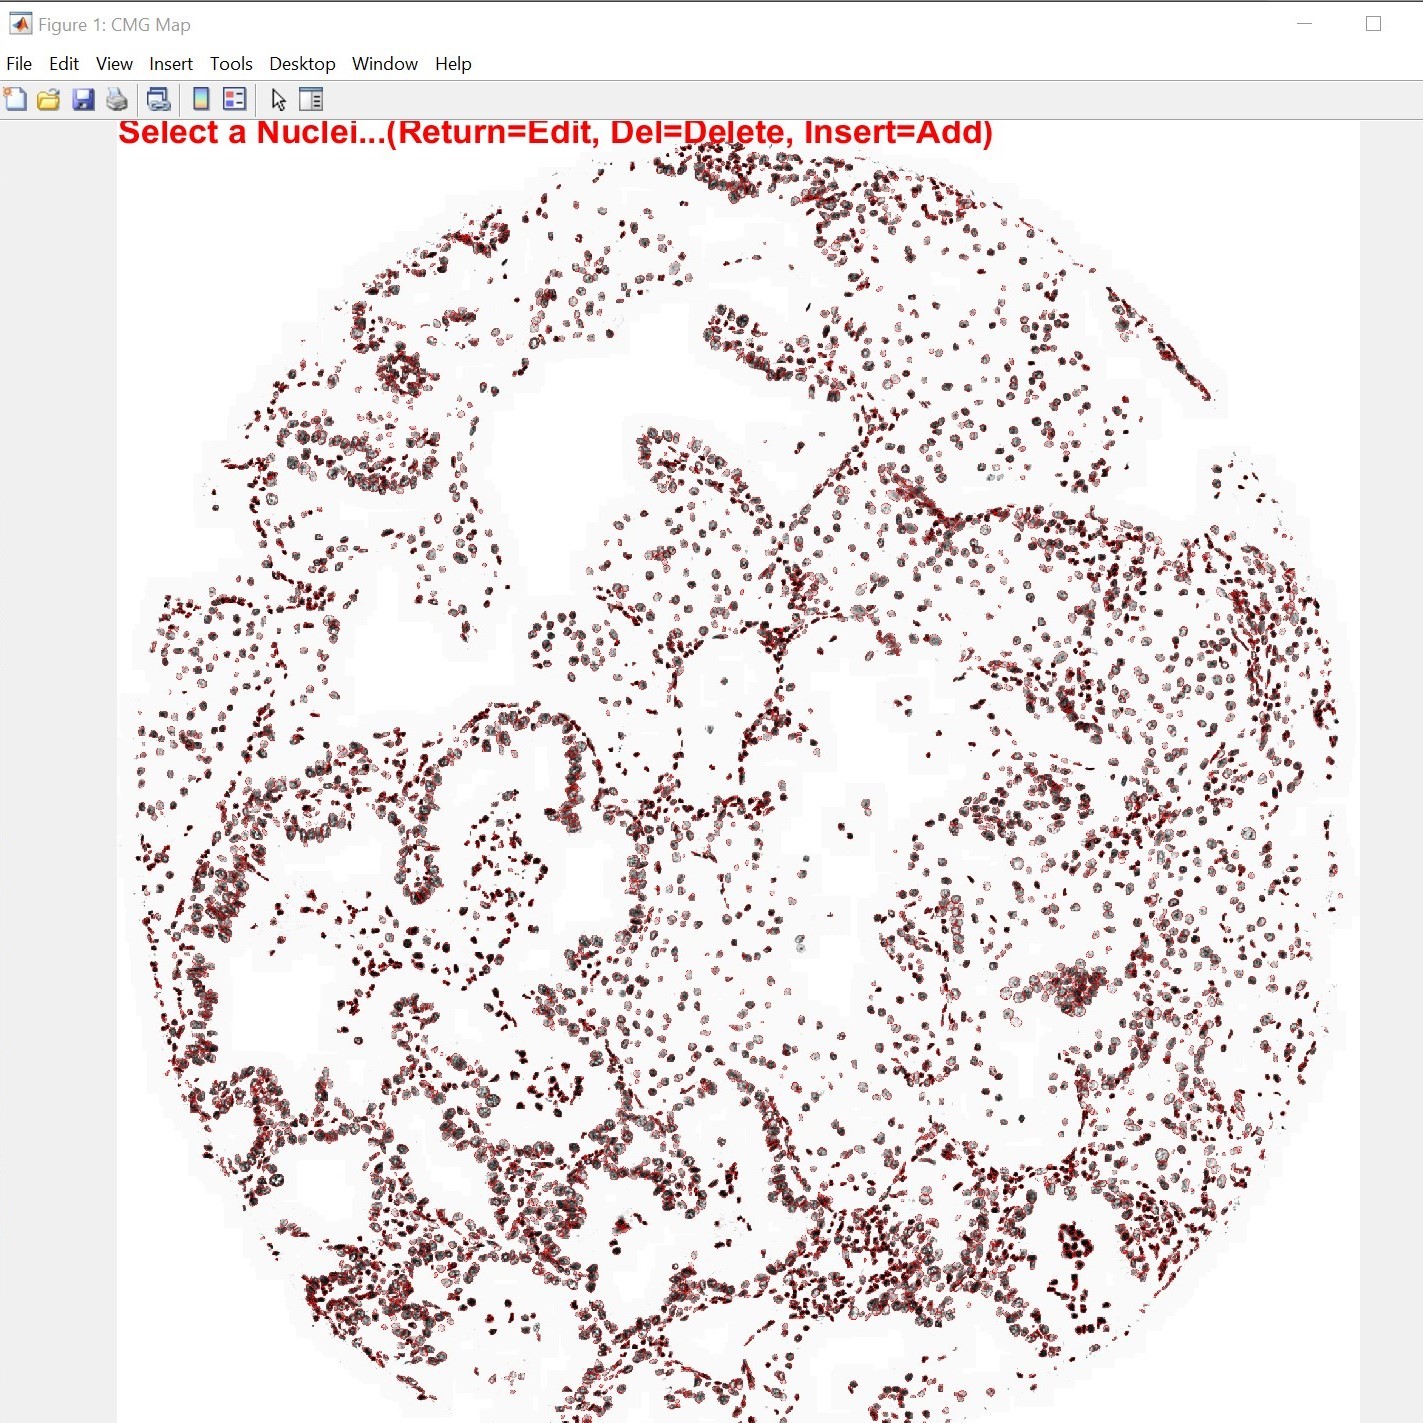 Figure 1: CMG Map
File Edit View Insert Tools Desktop Window Help
Select a Nuclei...(Return=Edit, Del=Delete, Insert=Add)